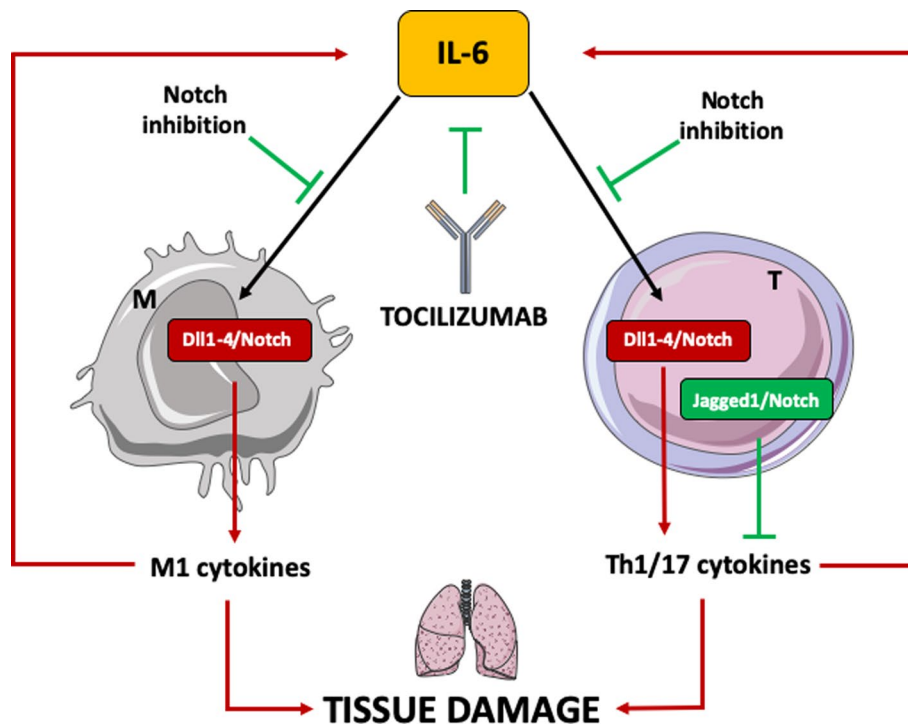 IL-6
Notch
inhibition
Notch
inhibition
M
T
TOCILIZUMAB
Dll1-4/Notch
Dll1-4/Notch
Jagged1/Notch
M1 cytokines
Th1/17 cytokines
TISSUE DAMAGE